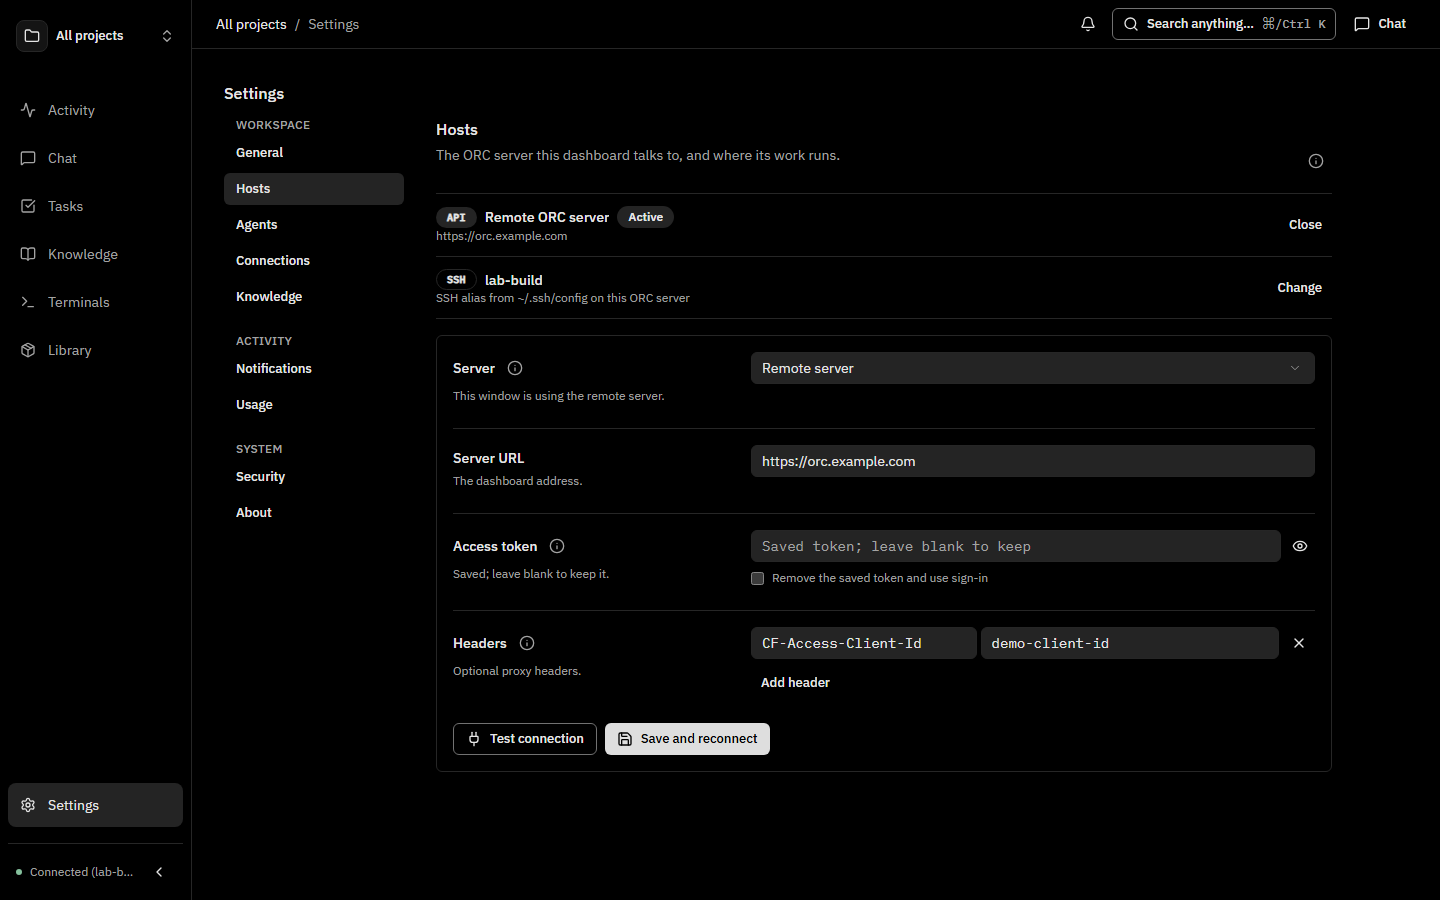 All projects
Activity
Chat
Tasks
Knowledge
Terminals
Library
Settings
Connected (lab-b...
All projects / Settings
Search anything... ⌘/Ctrl K
Chat
Settings
WORKSPACE
General
Hosts
Agents
Connections
Knowledge
ACTIVITY
Notifications
Usage
SYSTEM
Security
About
Hosts
The ORC server this dashboard talks to, and where its work runs.
API Remote ORC server Active
https://orc.example.com
Close
SSH lab-build
SSH alias from ~/.ssh/config on this ORC server
Change
Server
This window is using the remote server.
Remote server
Server URL
The dashboard address.
https://orc.example.com
Access token
Saved; leave blank to keep it.
Saved token; leave blank to keep
Remove the saved token and use sign-in
Headers
Optional proxy headers.
CF-Access-Client-Id demo-client-id
Add header
Test connection
Save and reconnect